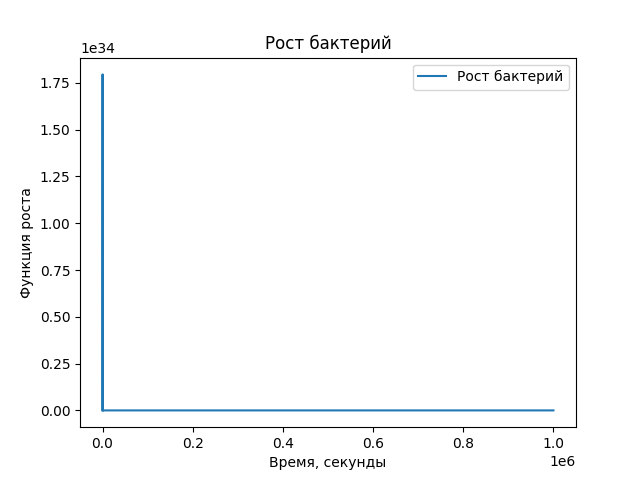 Рост бактерий
1e34
Рост бактерий
1.75
1.50
1.25
1.00
0.75
0.50
0.25
0.00
Функция роста
0.0 0.2 0.4 0.6 0.8 1.0
Время, секунды
1e6